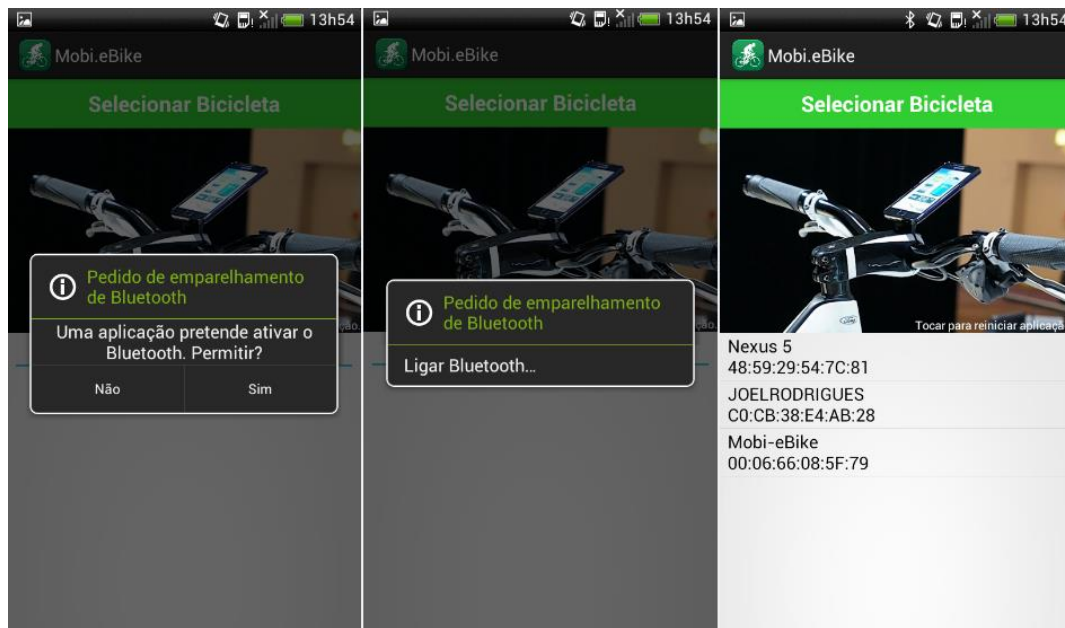 13h54
Mobi.eBike
Selecionar Bicicleta
Pedido de emparelhamento
de Bluetooth
Uma aplicação pretende ativar o
Bluetooth. Permitir?
Não
Sim
13h54
Mobi.eBike
Selecionar Bicicleta
Pedido de emparelhamento
de Bluetooth
Ligar Bluetooth...
13h54
Mobi.eBike
Selecionar Bicicleta
Tocar para reiniciar aplicaçã
Nexus 5
48:59:29:54:7C:81
JOELRODRIGUES
C0:CB:38:E4:AB:28
Mobi-eBike
00:06:66:08:5F:79